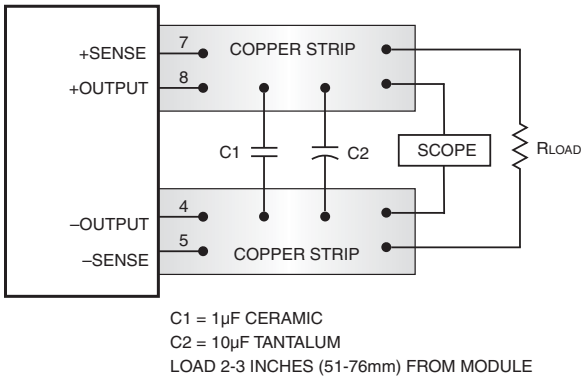 +SENSE
7
COPPER STRIP
+OUTPUT
8
C1
C2
SCOPE
RLOAD
–OUTPUT
4
–SENSE
5
COPPER STRIP
C1 = 1µF CERAMIC
C2 = 10µF TANTALUM
LOAD 2-3 INCHES (51-76mm) FROM MODULE